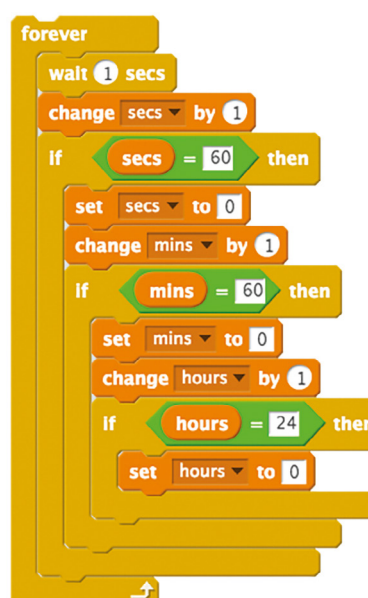 forever
wait 1 secs
change secs by 1
if secs = 60 then
set secs to 0
change mins by 1
if mins = 60 then
set mins to 0
change hours by 1
if hours = 24 then
set hours to 0